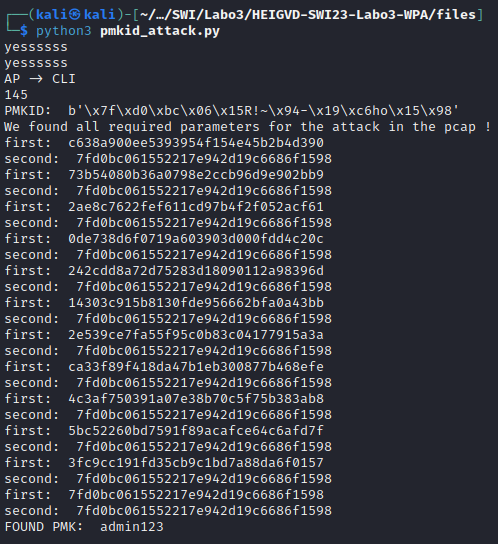 ┌──(kali㉿kali)-[~/…/SWI/Labo3/HEIGVD-SWI23-Labo3-WPA/files]
└─$ python3 pmkid_attack.py
yessssss
yessssss
AP -> CLI
145
PMKID:  b'\x7f\xd0\xbc\x06\x15R!~\x94-\x19\xc6ho\x15\x98'
We found all required parameters for the attack in the pcap !
first:  c638a900ee5393954f154e45b2b4d390
second:  7fd0bc061552217e942d19c6686f1598
first:  73b54080b36a0798e2ccb96d9e902bb9
second:  7fd0bc061552217e942d19c6686f1598
first:  2ae8c7622fef611cd97b4f2f052acf61
second:  7fd0bc061552217e942d19c6686f1598
first:  0de738d6f0719a603903d000fdd4c20c
second:  7fd0bc061552217e942d19c6686f1598
first:  242cdd8a72d75283d18090112a98396d
second:  7fd0bc061552217e942d19c6686f1598
first:  14303c915b8130fde956662bfa0a43bb
second:  7fd0bc061552217e942d19c6686f1598
first:  2e539ce7fa55f95c0b83c04177915a3a
second:  7fd0bc061552217e942d19c6686f1598
first:  ca33f89f418da47b1eb300877b468efe
second:  7fd0bc061552217e942d19c6686f1598
first:  4c3af750391a07e38b70c5f75b383ab8
second:  7fd0bc061552217e942d19c6686f1598
first:  5bc52260bd7591f89acafce64c6afd7f
second:  7fd0bc061552217e942d19c6686f1598
first:  3fc9cc191fd35cb9c1bd7a88da6f0157
second:  7fd0bc061552217e942d19c6686f1598
first:  7fd0bc061552217e942d19c6686f1598
second:  7fd0bc061552217e942d19c6686f1598
FOUND PMK:  admin123